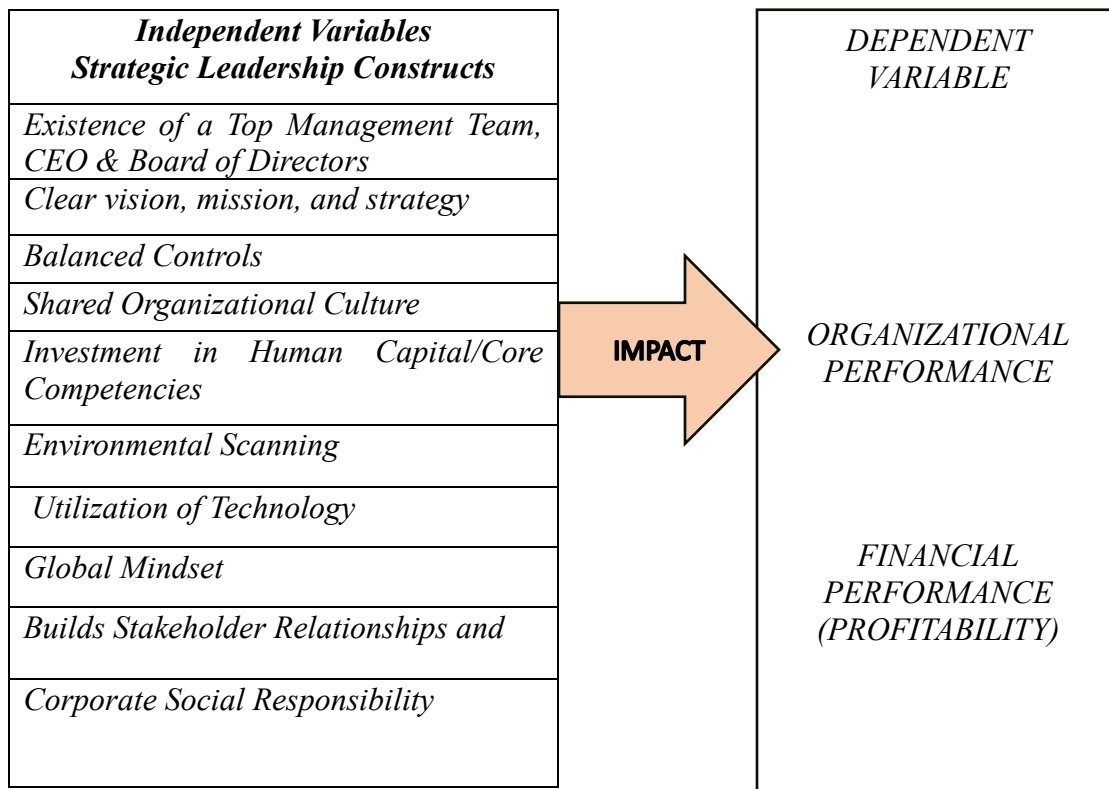 Independent Variables
Strategic Leadership Constructs
Existence of a Top Management Team,
CEO & Board of Directors
Clear vision, mission, and strategy
Balanced Controls
Shared Organizational Culture
Investment in Human Capital/Core
Competencies
Environmental Scanning
Utilization of Technology
Global Mindset
Builds Stakeholder Relationships and
Corporate Social Responsibility
IMPACT
DEPENDENT
VARIABLE
ORGANIZATIONAL
PERFORMANCE
FINANCIAL
PERFORMANCE
(PROFITABILITY)